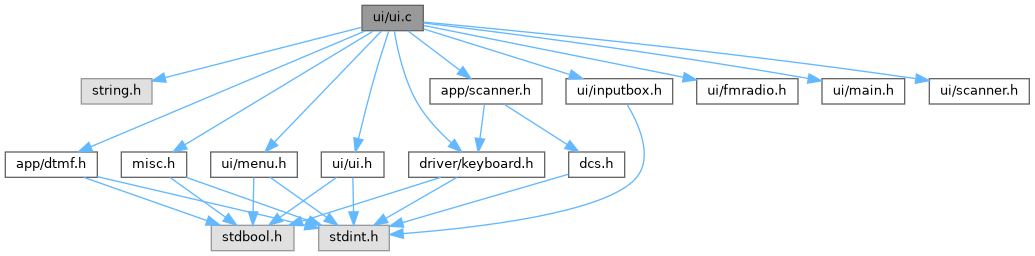 ui/ui.c
string.h
app/scanner.h
ui/inputbox.h
ui/fmradio.h
ui/main.h
ui/scanner.h
app/dtmf.h
misc.h
ui/menu.h
ui/ui.h
driver/keyboard.h
dcs.h
stdbool.h
stdint.h